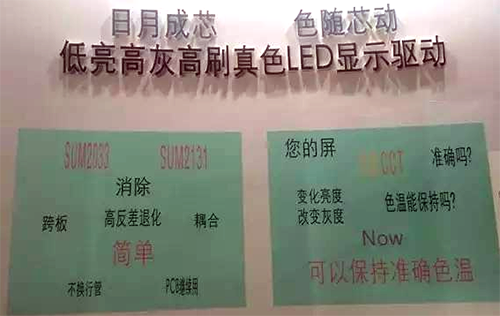 日月成芯 色随芯动
低亮高灰高刷真色LED显示驱动
SUM2033 SUM2131
消除
跨板 高反差退化 耦合
简单
不换行管 PCB继续用
您的屏 CCT 准确吗?
变化亮度
改变灰度
色温能保持吗?
Now
可以保持准确色温